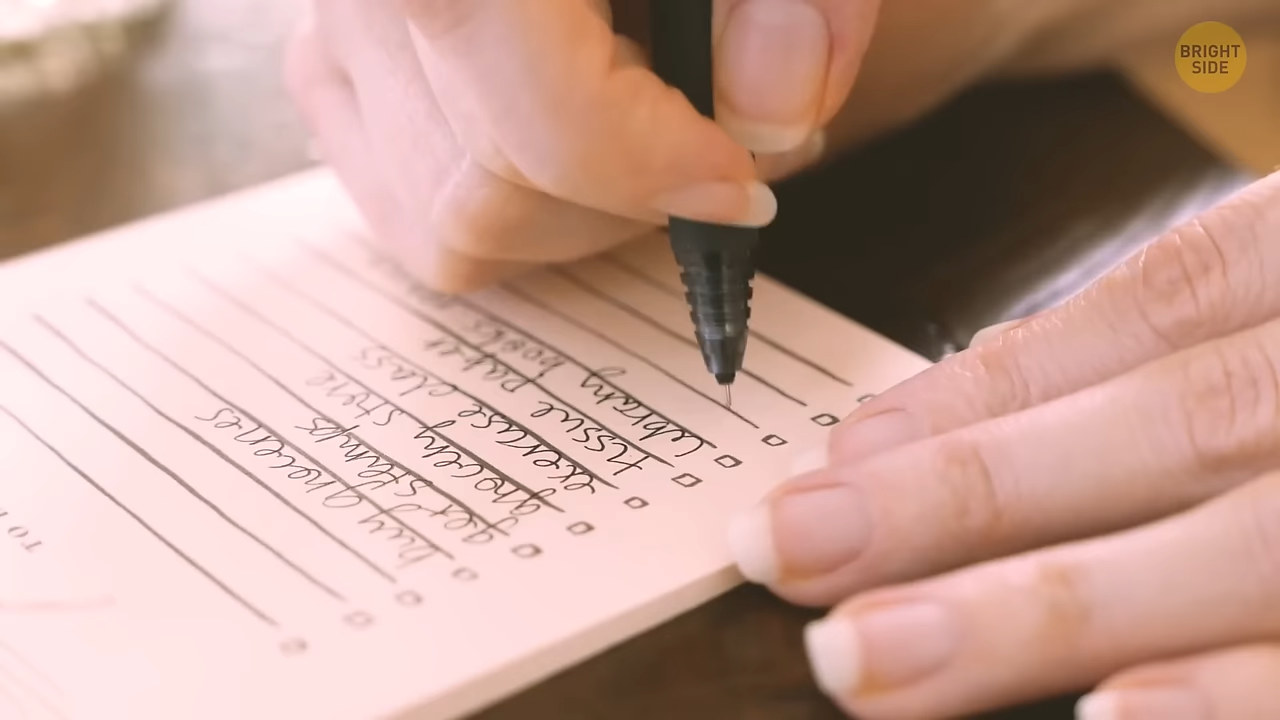 BRIGHT
SIDE
buy groceries
get stamps
grocery store
exercise class
tissue paper
library books